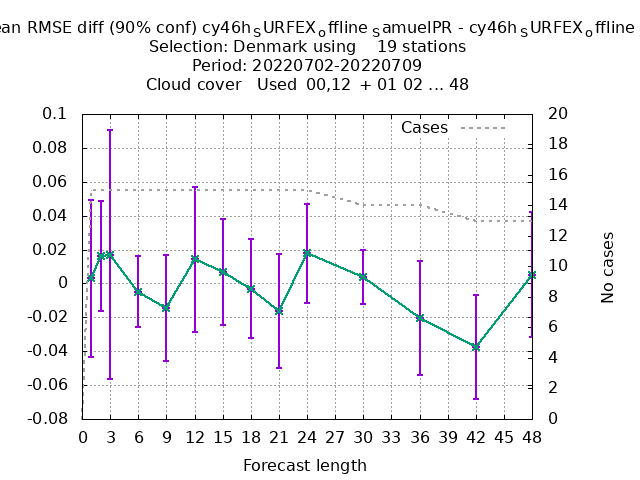 an RMSE diff (90% conf) cy46h_SURFEX_offline_SamuelPR - cy46h_SURFEX_offline
Selection: Denmark using 19 stations
Period: 20220702-20220709
Cloud cover Used 00,12 + 01 02 ... 48
Cases
0.1
0.08
0.06
0.04
0.02
0
-0.02
-0.04
-0.06
-0.08
20
18
16
14
12
10
8
6
4
2
0
No cases
0 3 6 9 12 15 18 21 24 27 30 33 36 39 42 45 48
Forecast length